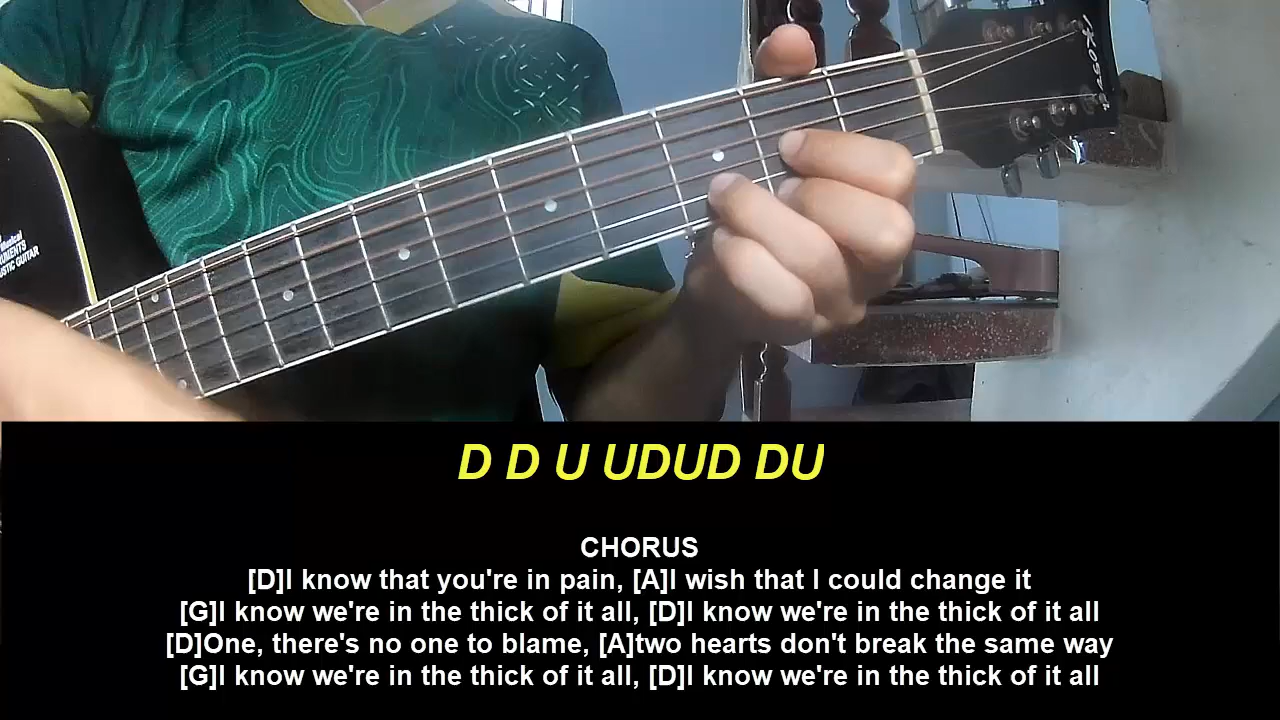 D D U UDUD DU
CHORUS
[D]I know that you're in pain, [A]I wish that I could change it
[G]I know we're in the thick of it all, [D]I know we're in the thick of it all
[D]One, there's no one to blame, [A]two hearts don't break the same way
[G]I know we're in the thick of it all, [D]I know we're in the thick of it all